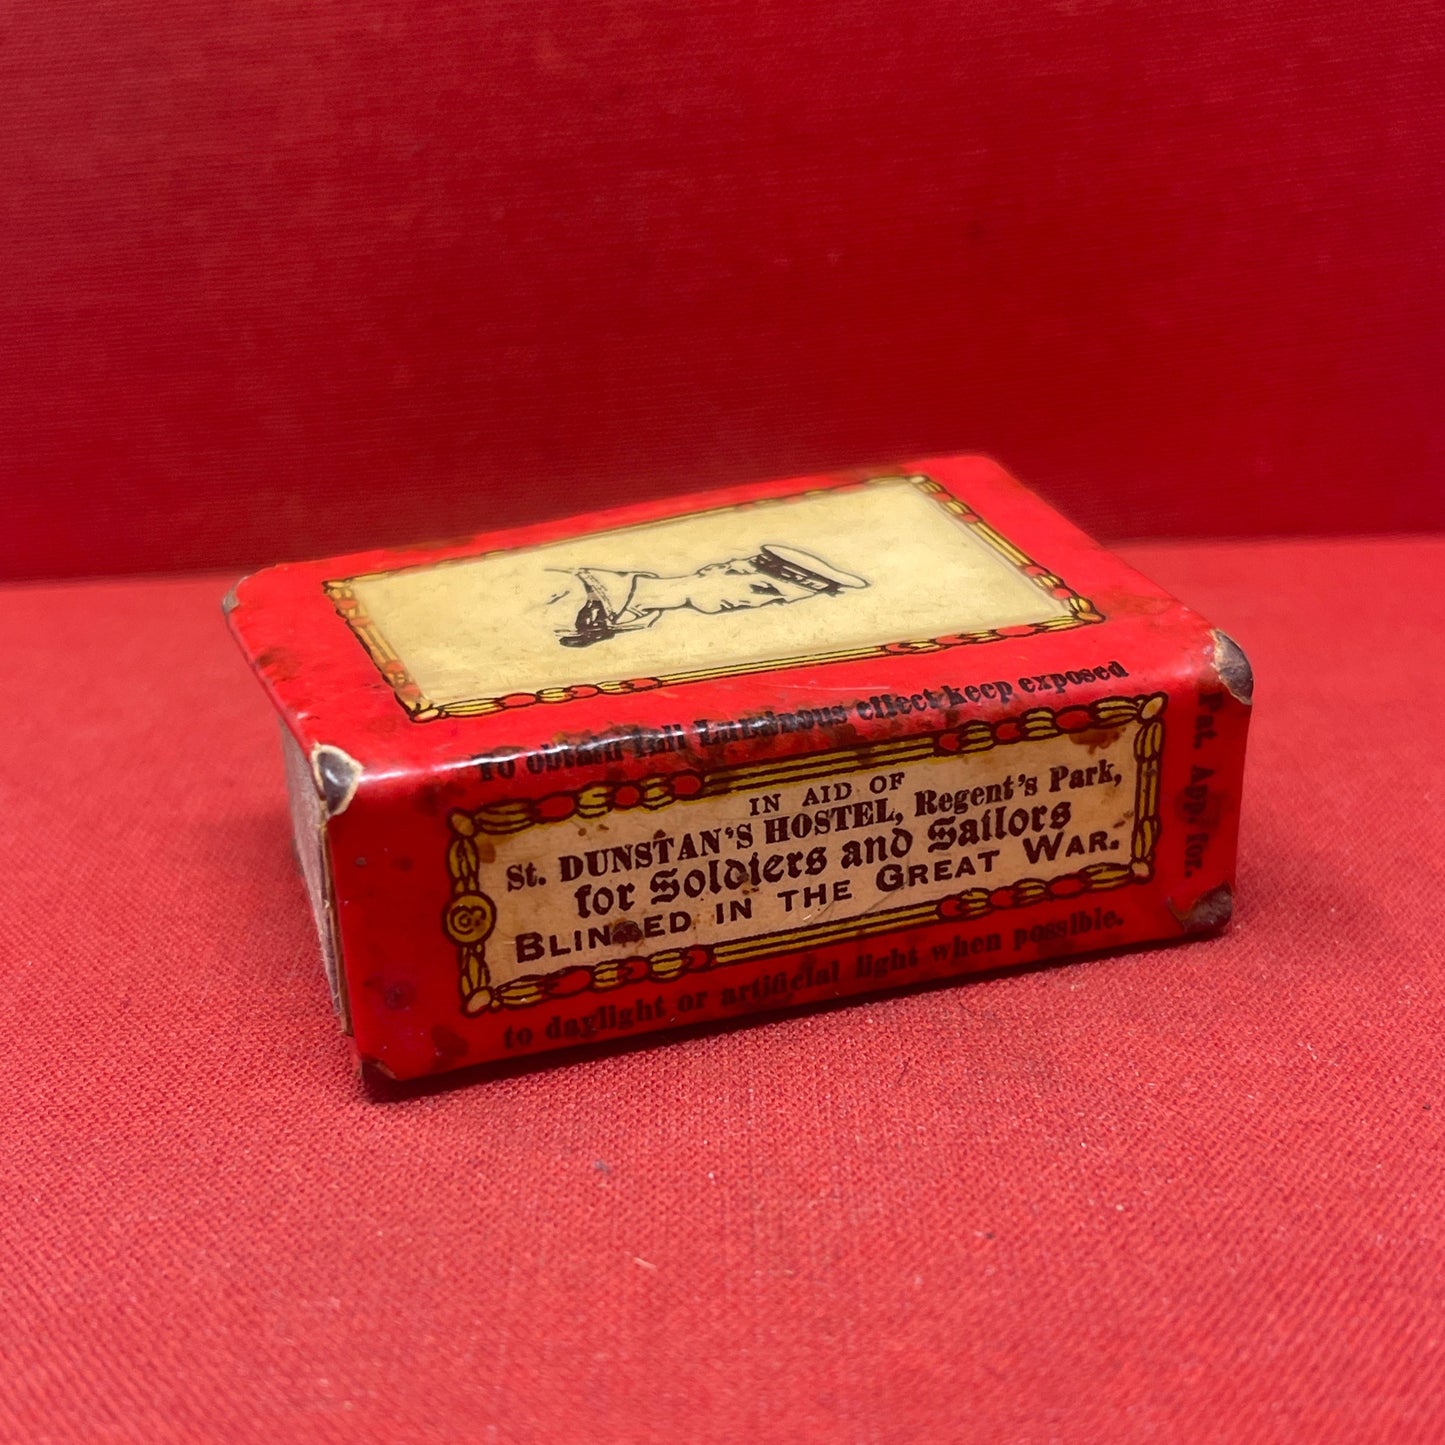 To obtain full Luminous effect keep exposed
IN AID OF
St. DUNSTAN'S HOSTEL, Regent's Park,
for Soldiers and Sailors
BLINDED IN THE GREAT WAR.
to daylight or artificial light when possible.
Pat. App. for.